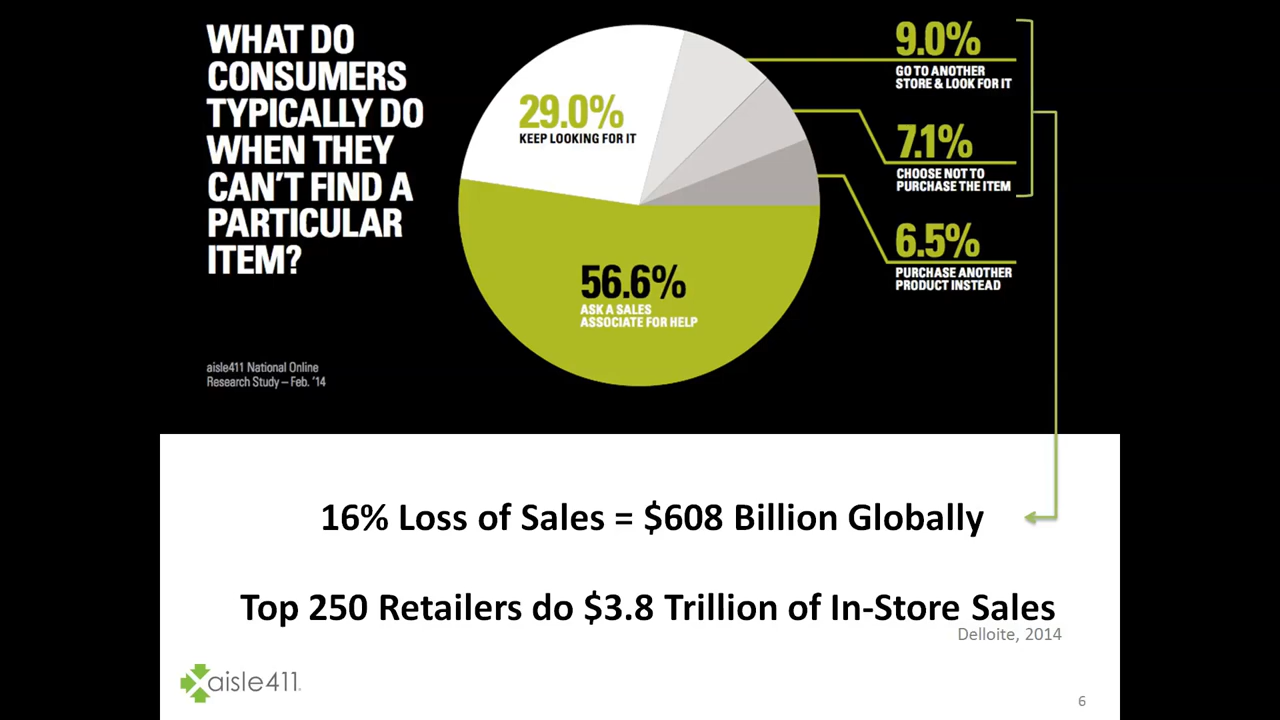 WHAT DO
CONSUMERS
TYPICALLY DO
WHEN THEY
CAN'T FIND A
PARTICULAR
ITEM?
aisle411 National Online
Research Study – Feb. '14
29.0%
KEEP LOOKING FOR IT
56.6%
ASK A SALES
ASSOCIATE FOR HELP
9.0%
GO TO ANOTHER
STORE & LOOK FOR IT
7.1%
CHOOSE NOT TO
PURCHASE THE ITEM
6.5%
PURCHASE ANOTHER
PRODUCT INSTEAD
16% Loss of Sales = $608 Billion Globally
Top 250 Retailers do $3.8 Trillion of In-Store Sales
Delloite, 2014
aisle411
6